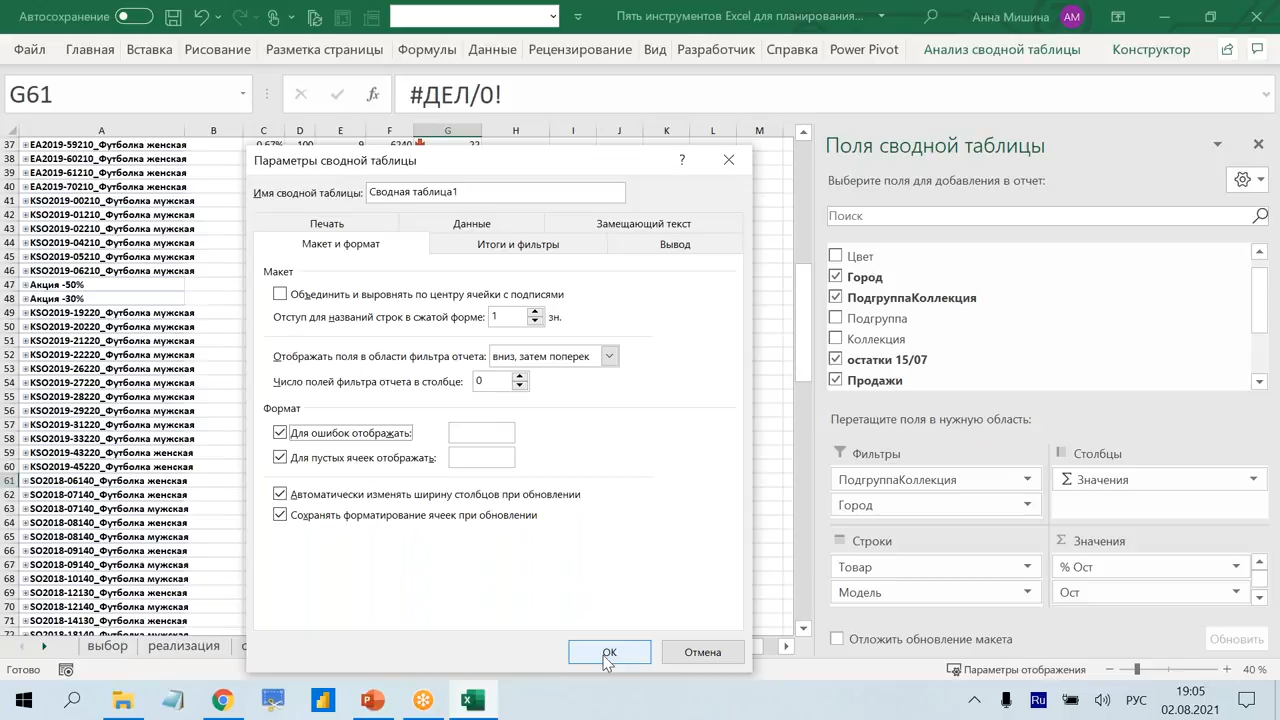 Автосохранение
Пять инструментов Excel для планирования...
Анна Мишина
АМ
Файл Главная Вставка Рисование Разметка страницы Формулы Данные Рецензирование Вид Разработчик Справка Power Pivot Анализ сводной таблицы Конструктор
G61
fx
#ДЕЛ/0!
A B C D E F G H I J K L M
37 EA2019-59210_Футболка женская 0,67% 100 9 6240 22
38 EA2019-60210_Футболка женская
39 EA2019-61210_Футболка женская
40 EA2019-70210_Футболка женская
41 KSO2019-00210_Футболка мужская
42 KSO2019-01210_Футболка мужская
43 KSO2019-02210_Футболка мужская
44 KSO2019-04210_Футболка мужская
45 KSO2019-05210_Футболка мужская
46 KSO2019-06210_Футболка мужская
47 Акция -50%
48 Акция -30%
49 KSO2019-19220_Футболка мужская
50 KSO2019-20220_Футболка мужская
51 KSO2019-21220_Футболка мужская
52 KSO2019-22220_Футболка мужская
53 KSO2019-26220_Футболка мужская
54 KSO2019-27220_Футболка мужская
55 KSO2019-28220_Футболка мужская
56 KSO2019-29220_Футболка мужская
57 KSO2019-31220_Футболка мужская
58 KSO2019-33220_Футболка мужская
59 KSO2019-43220_Футболка женская
60 KSO2019-45220_Футболка женская
61 SO2018-06140_Футболка женская
62 SO2018-07140_Футболка женская
63 SO2018-07140_Футболка мужская
64 SO2018-08140_Футболка женская
65 SO2018-08140_Футболка мужская
66 SO2018-09140_Футболка женская
67 SO2018-09140_Футболка мужская
68 SO2018-10140_Футболка женская
69 SO2018-12130_Футболка женская
70 SO2018-12140_Футболка мужская
71 SO2018-14130_Футболка женская
72 SO2018-18140_Футболка мужская
Параметры сводной таблицы
?
Имя сводной таблицы: Сводная таблица1
Печать Данные Замещающий текст
Макет и формат Итоги и фильтры Вывод
Макет
Объединить и выровнять по центру ячейки с подписями
Отступ для названий строк в сжатой форме: 1 зн.
Отображать поля в области фильтра отчета: вниз, затем поперек
Число полей фильтра отчета в столбце: 0
Формат
Для ошибок отображать:
Для пустых ячеек отображать:
Автоматически изменять ширину столбцов при обновлении
Сохранять форматирование ячеек при обновлении
ОК Отмена
Поля сводной таблицы
Выберите поля для добавления в отчет:
Поиск
Цвет
Город
ПодгруппаКоллекция
Подгруппа
Коллекция
остатки 15/07
Продажи
Перетащите поля в нужную область:
Фильтры Столбцы
ПодгруппаКоллекция Σ Значения
Город
Строки Σ Значения
Товар % Ост
Модель Ост
Отложить обновление макета Обновить
выбор реализация
Готово Параметры отображения 40 %
Ru РУС 19:05
02.08.2021